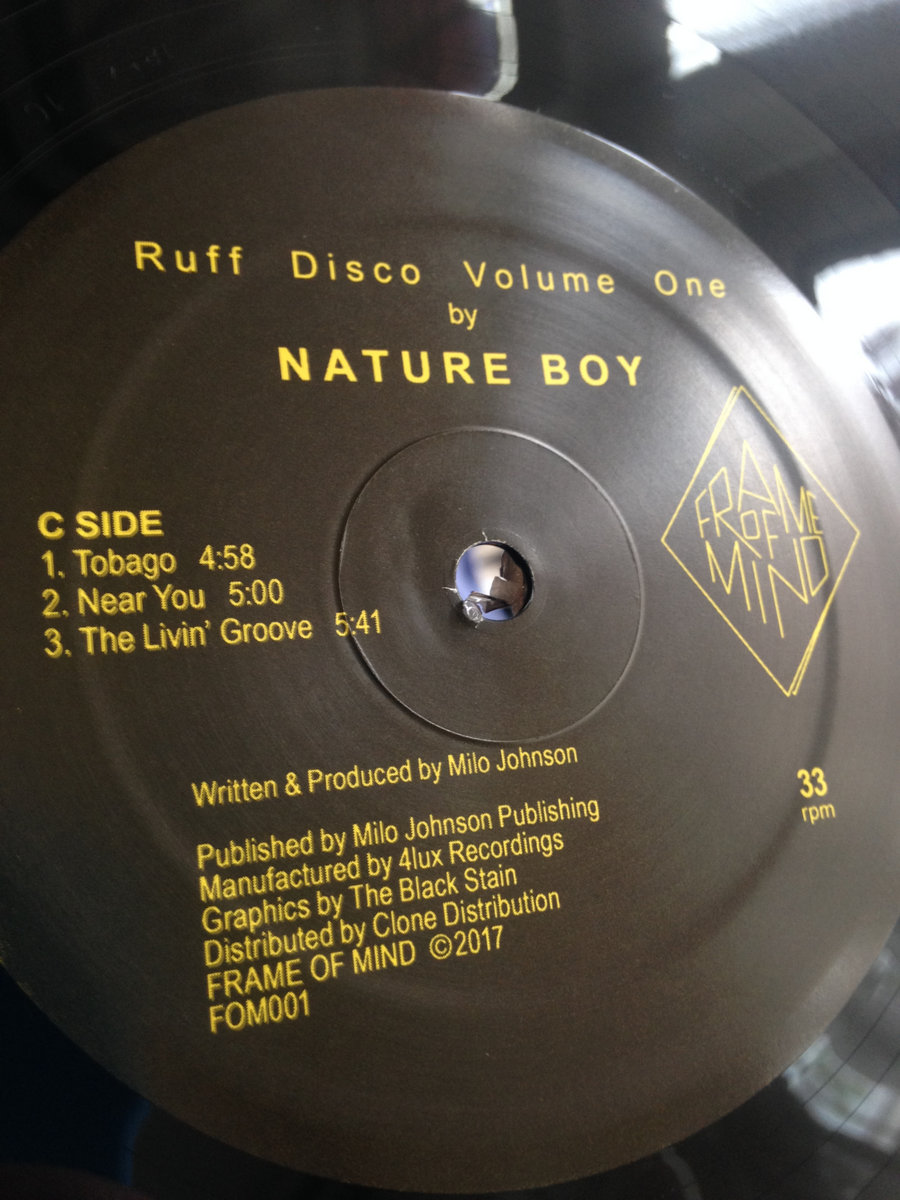 Ruff Disco Volume One
by
NATURE BOY
FRAME
OF
MIND
C SIDE
1. Tobago 4:58
2. Near You 5:00
3. The Livin' Groove 5:41
Written & Produced by Milo Johnson
33
rpm
Published by Milo Johnson Publishing
Manufactured by 4lux Recordings
Graphics by The Black Stain
Distributed by Clone Distribution
FRAME OF MIND ©2017
FOM001